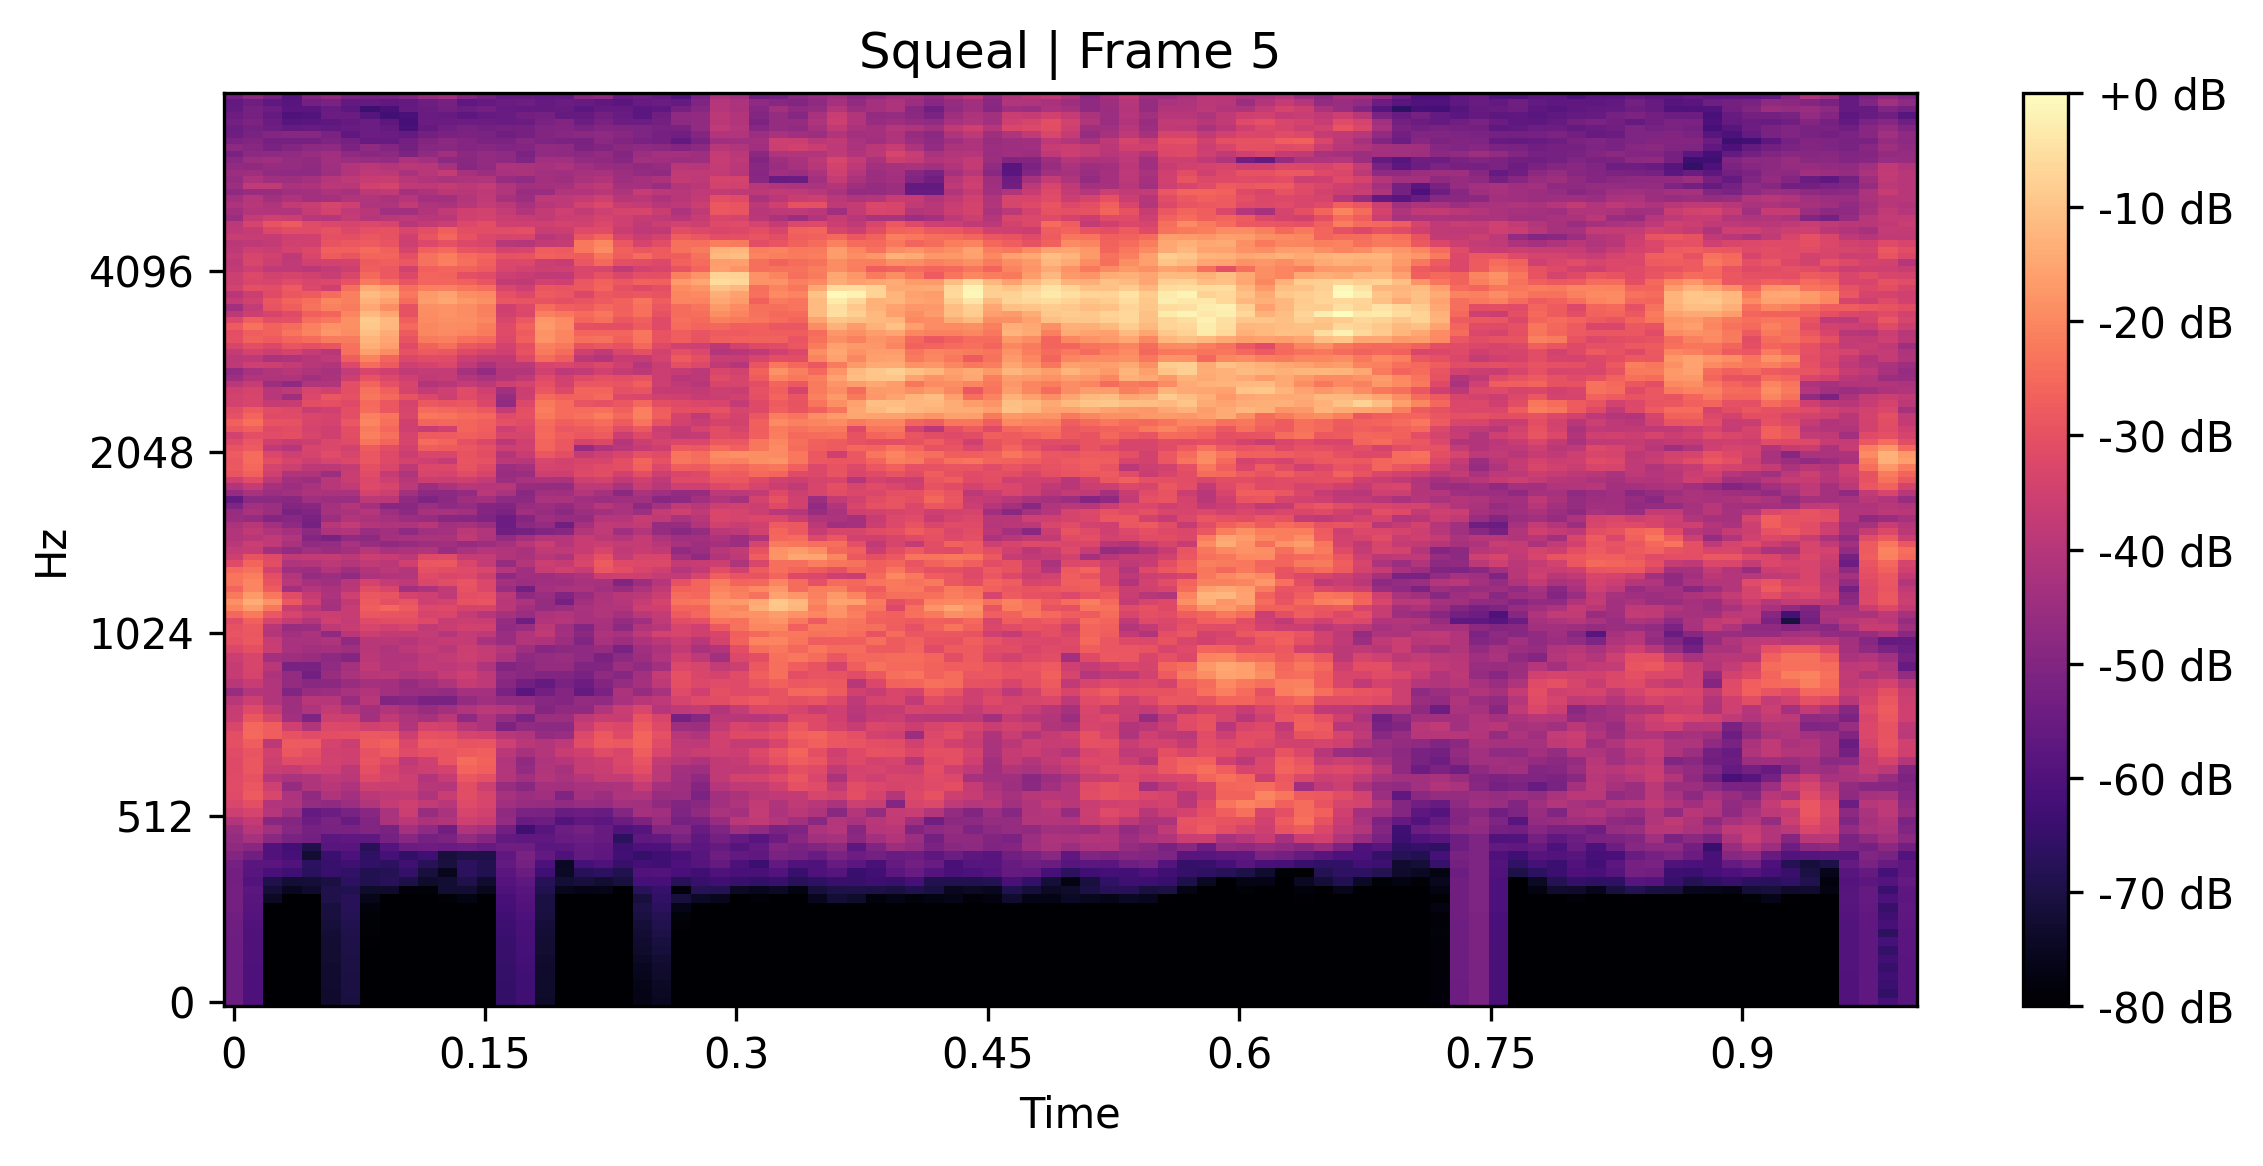 Squeal | Frame 5
+0 dB
-10 dB
-20 dB
-30 dB
-40 dB
-50 dB
-60 dB
-70 dB
-80 dB
4096
2048
1024
512
0
Hz
0 0.15 0.3 0.45 0.6 0.75 0.9
Time